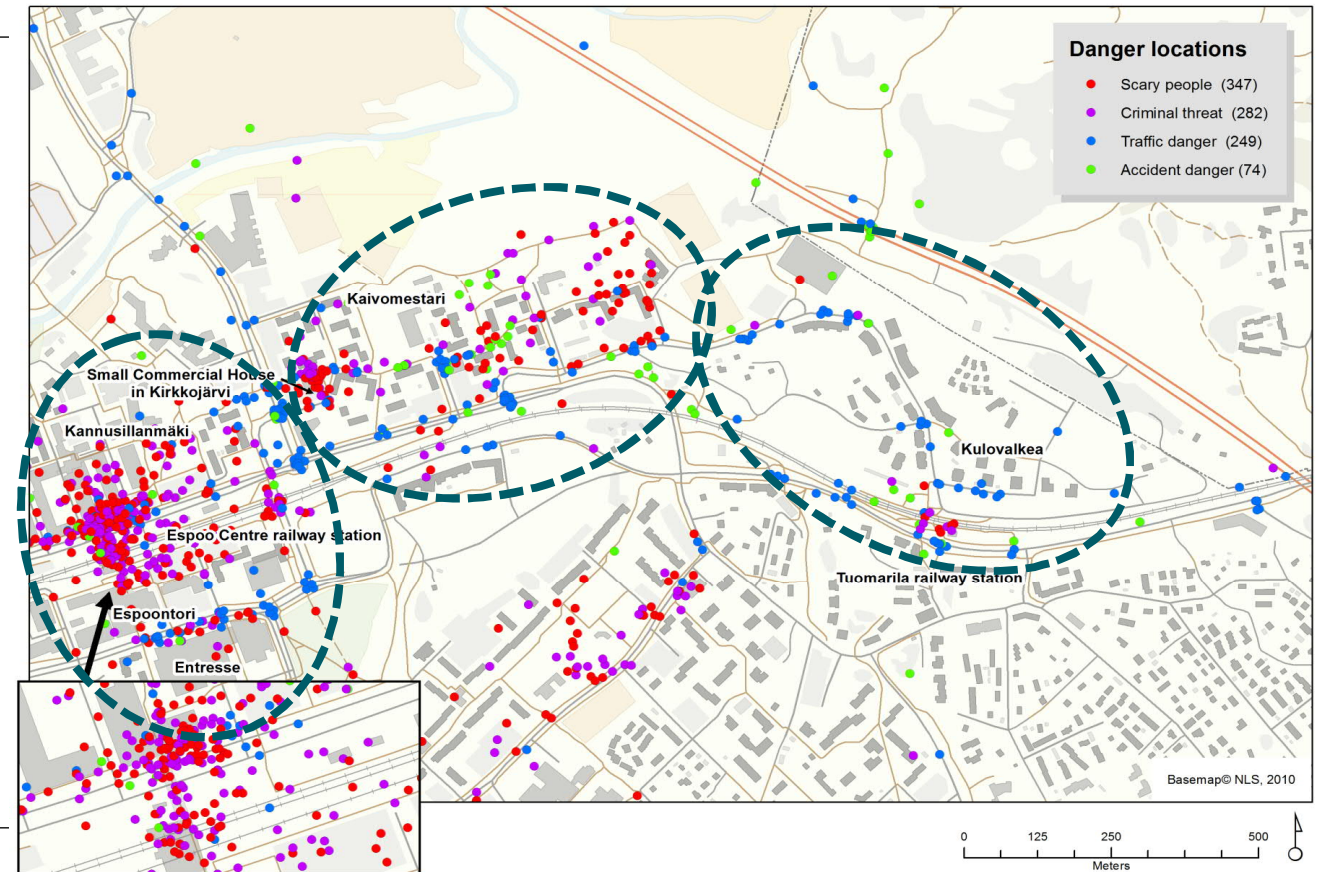 Danger locations
Scary people (347)
Criminal threat (282)
Traffic danger (249)
Accident danger (74)
Kaivomestari
Small Commercial House
in Kirkkojärvi
Kannusillanmäki
Kulovalkea
Espoo Centre railway station
Tuomarila railway station
Espoontori
Entresse
Basemap© NLS, 2010
0 125 250 500
Meters